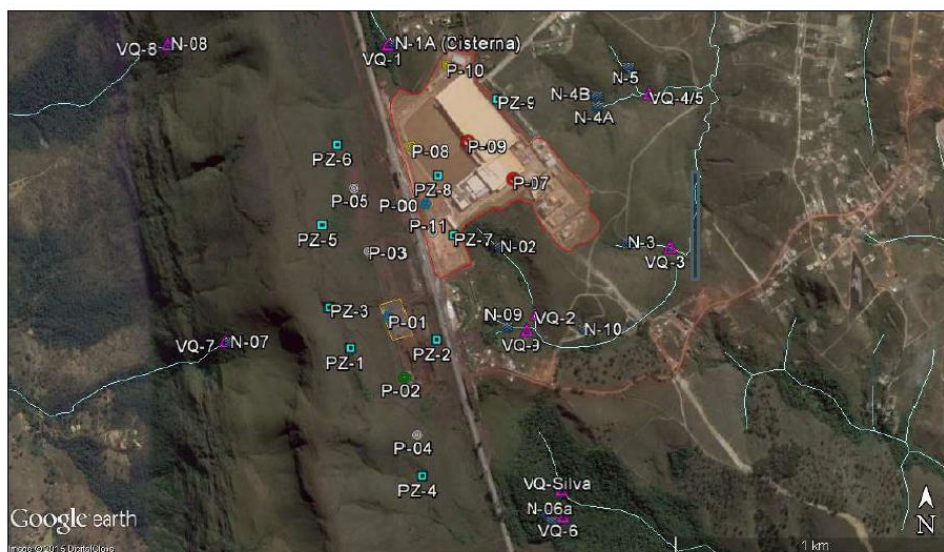 VQ-8 N-08
N-1A (Cisterna)
VQ-1
P-10
N-5
N-4B
VQ-4/5
PZ-9
N-4A
PZ-6
P-08
P-09
PZ-8
P-07
P-05
P-00
P-11
PZ-5
PZ-7
N-02
N-3
P-03
VQ-3
PZ-3
P-01
N-09
VQ-2
N-10
VQ-7 N-07
PZ-1
PZ-2
VQ-9
P-02
P-04
PZ-4
VQ-Silva
N-06a
VQ-6
Google earth
N
1 km
Image © 2016 DigitalGlobe